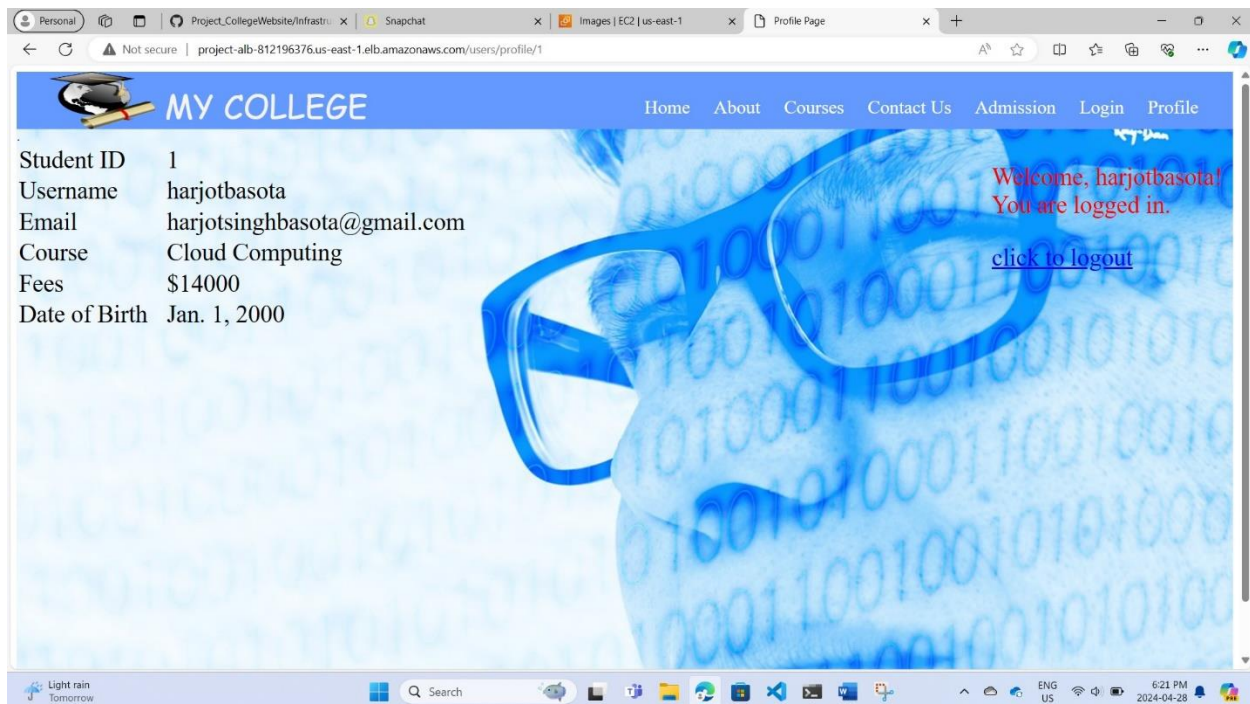 Personal
Project_CollegeWebsite/Infrastru
Snapchat
Images | EC2 | us-east-1
Profile Page
Not secure | project-alb-812196376.us-east-1.elb.amazonaws.com/users/profile/1
MY COLLEGE
Home About Courses Contact Us Admission Login Profile
Student ID 1
Username harjotbasota
Email harjotsinghbasota@gmail.com
Course Cloud Computing
Fees $14000
Date of Birth Jan. 1, 2000
Welcome, harjotbasota!
You are logged in.
click to logout
Light rain
Tomorrow
Search
ENG
US
6:21 PM
2024-04-28